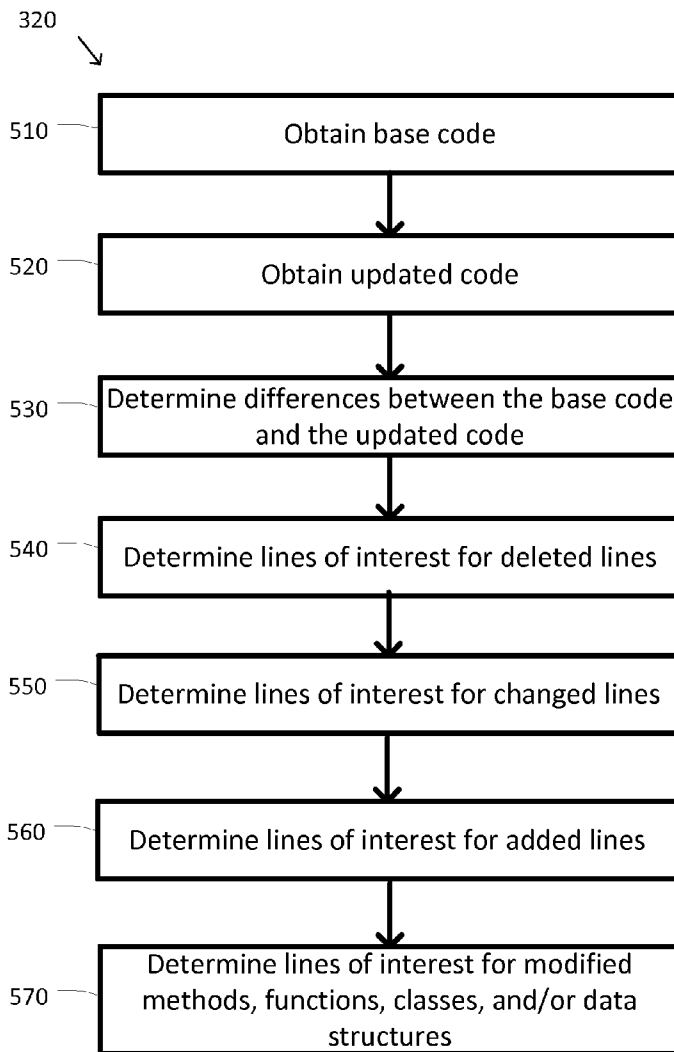 320
510
Obtain base code
520
Obtain updated code
530
Determine differences between the base code
and the updated code
540
Determine lines of interest for deleted lines
550
Determine lines of interest for changed lines
560
Determine lines of interest for added lines
570
Determine lines of interest for modified
methods, functions, classes, and/or data
structures